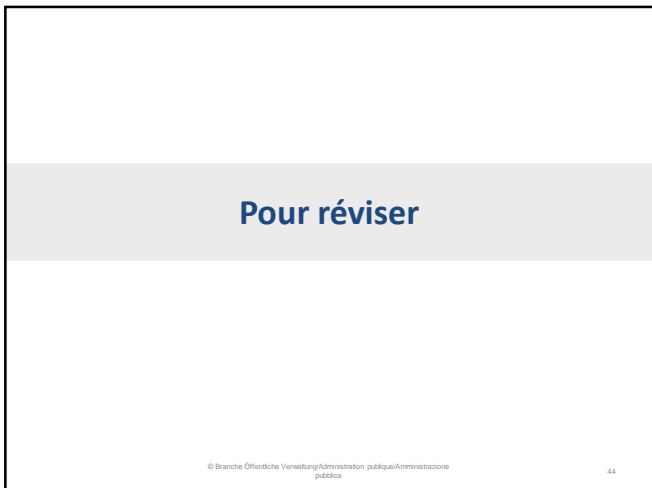 Pour réviser
© Branche Öffentliche Verwaltung/Administration publique/Amministrazione
pubblica
44